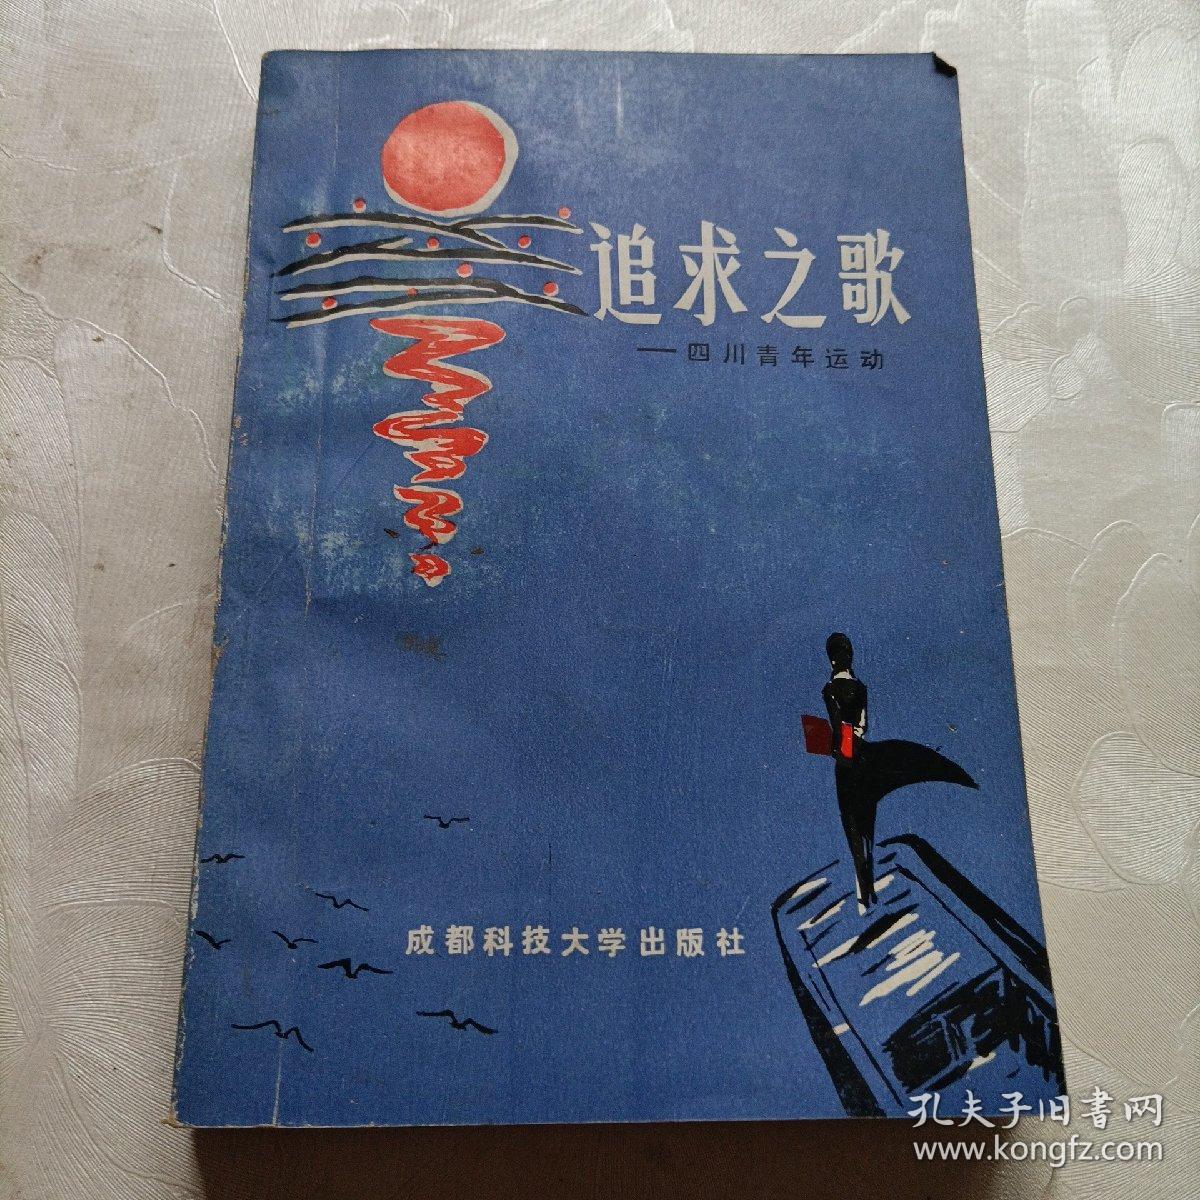 追求之歌
——四川青年运动
成都科技大学出版社
孔夫子旧書网
www.kongfz.com